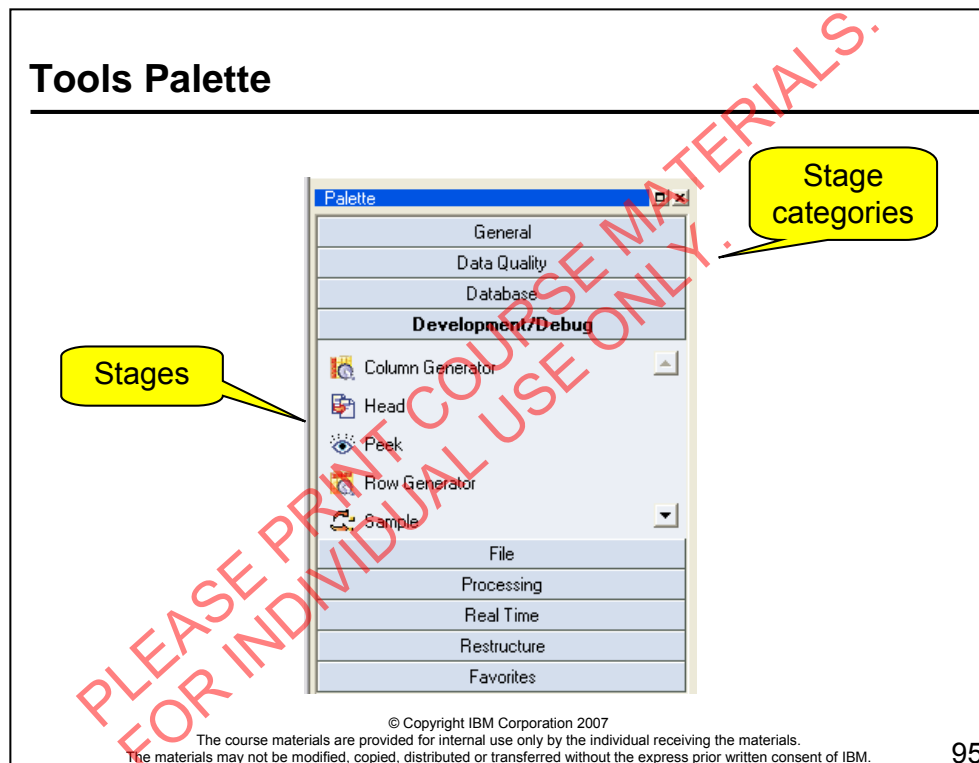 Tools Palette
Stage
categories
Palette
General
Data Quality
Database
Development/Debug
Stages
Column Generator
Head
Peek
Row Generator
Sample
File
Processing
Real Time
Restructure
Favorites
PLEASE PRINT COURSE MATERIALS.
FOR INDIVIDUAL USE ONLY.
© Copyright IBM Corporation 2007
The course materials are provided for internal use only by the individual receiving the materials.
The materials may not be modified, copied, distributed or transferred without the express prior written consent of IBM.
95